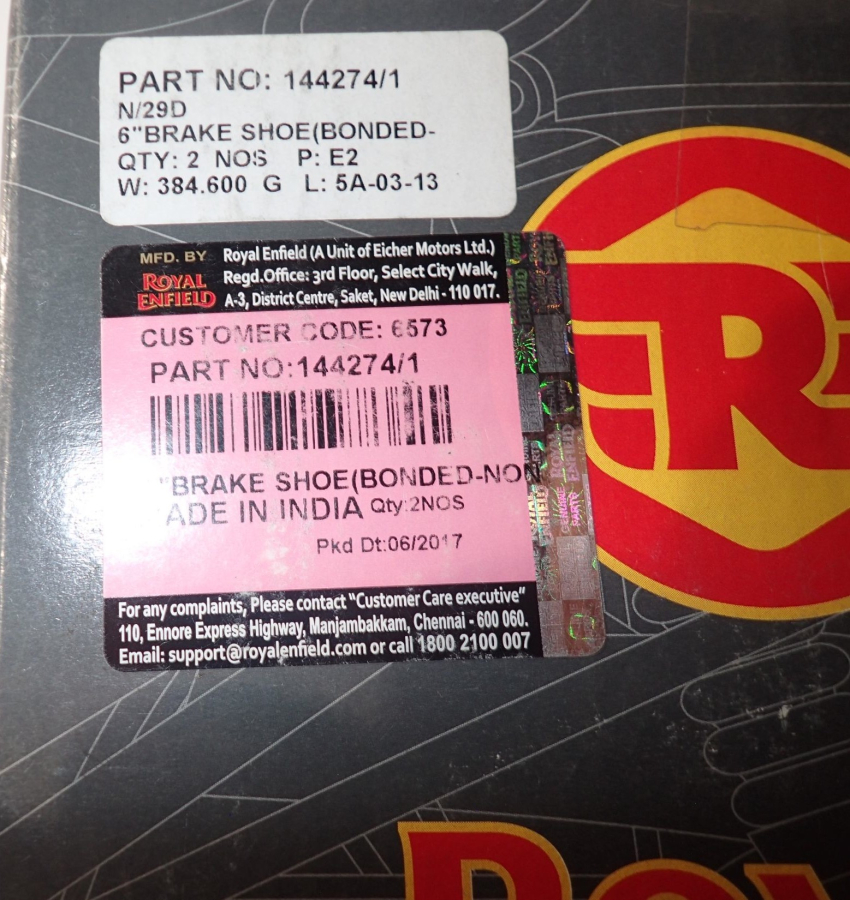 PART NO: 144274/1
N/29D
6"BRAKE SHOE(BONDED-
QTY: 2 NOS P: E2
W: 384.600 G L: 5A-03-13
MFD. BY
ROYAL
ENFIELD
Royal Enfield (A Unit of Eicher Motors Ltd.)
Regd.Office: 3rd Floor, Select City Walk,
A-3, District Centre, Saket, New Delhi - 110 017.
CUSTOMER CODE: 6573
PART NO:144274/1
"BRAKE SHOE(BONDED-NON
ADE IN INDIA Qty:2NOS
Pkd Dt:06/2017
For any complaints, Please contact "Customer Care executive"
110, Ennore Express Highway, Manjambakkam, Chennai - 600 060.
Email: support@royalenfield.com or call 1800 2100 007
GENUINE
PARTS
R